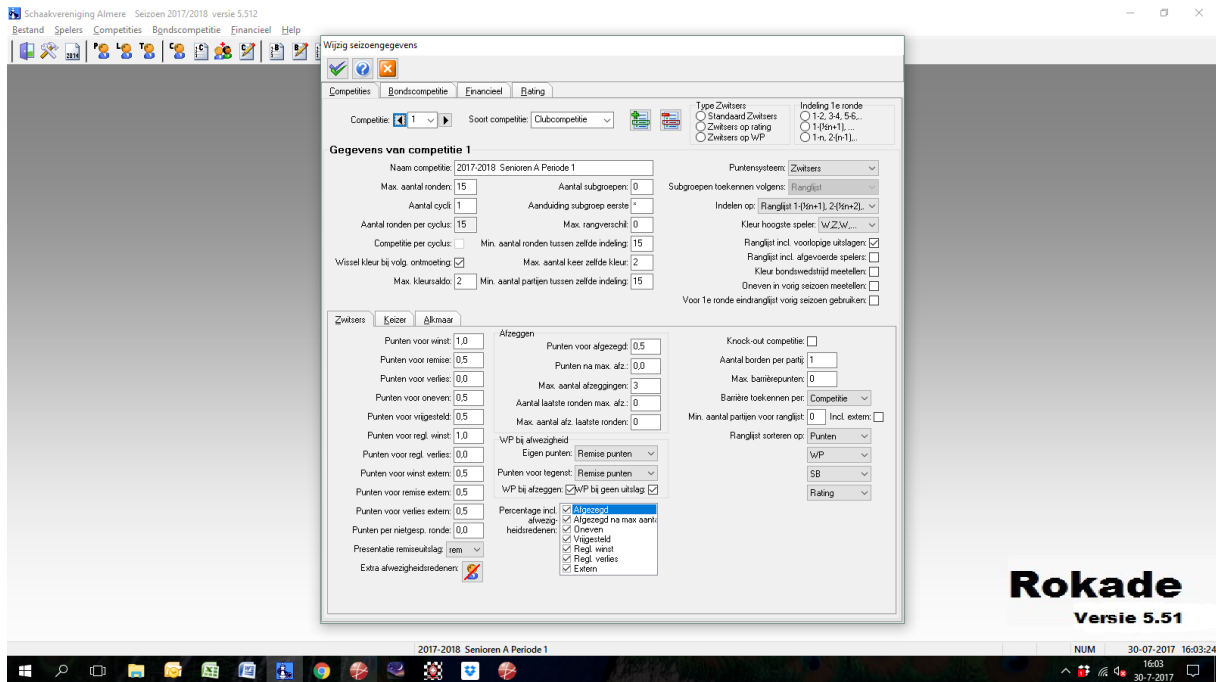 Schaakvereniging Almere Seizoen 2017/2018 versie 5.512
Bestand Spelers Competities Bondscompetitie Financieel Help
Wijzig seizoengegevens
Competities Bondscompetitie Financieel Rating
Competitie: 1 Soort competitie: Clubcompetitie
Type Zwitsers
Standaard Zwitsers
Zwitsers op rating
Zwitsers op WP
Indeling 1e ronde
1-2, 3-4, 5-6,..
1-(½n+1), ...
1-n, 2-(n-1),..
Gegevens van competitie 1
Naam competitie: 2017-2018 Senioren A Periode 1
Max. aantal ronden: 15
Aantal cycli: 1
Aantal ronden per cyclus: 15
Competitie per cyclus:
Wissel kleur bij volg. ontmoeting:
Max. kleursaldo: 2
Aantal subgroepen: 0
Aanduiding subgroep eerste *
Max. rangverschil: 0
Min. aantal ronden tussen zelfde indeling: 15
Max. aantal keer zelfde kleur: 2
Min. aantal partijen tussen zelfde indeling: 15
Puntensysteem: Zwitsers
Subgroepen toekennen volgens: Ranglijst
Indelen op: Ranglijst 1-(½n+1), 2-(½n+2),..
Kleur hoogste speler: W,Z,W,...
Ranglijst incl. voorlopige uitslagen:
Ranglijst incl. afgevoerde spelers:
Kleur bondswedstrijd meetellen:
Oneven in vorig seizoen meetellen:
Voor 1e ronde eindranglijst vorig seizoen gebruiken:
Zwitsers Keizer Alkmaar
Punten voor winst: 1,0
Punten voor remise: 0,5
Punten voor verlies: 0,0
Punten voor oneven: 0,5
Punten voor vrijgesteld: 0,5
Punten voor regl. winst: 1,0
Punten voor regl. verlies: 0,0
Punten voor winst extern: 0,5
Punten voor remise extern: 0,5
Punten voor verlies extern: 0,5
Punten per nietgesp. ronde: 0,0
Presentatie remiseuitslag: rem
Extra afwezigheidsredenen:
Afzeggen
Punten voor afgezegd: 0,5
Punten na max. afz.: 0,0
Max. aantal afzeggingen: 3
Aantal laatste ronden max. afz.: 0
Max. aantal afz. laatste ronden: 0
WP bij afwezigheid
Eigen punten: Remise punten
Punten voor tegenst: Remise punten
WP bij afzeggen: WP bij geen uitslag:
Percentage incl. afwezig-heidsredenen:
Afgezegd
Afgezegd na max aant
Oneven
Vrijgesteld
Regl. winst
Regl. verlies
Extern
Knock-out competitie:
Aantal borden per partij: 1
Max. barrièrepunten: 0
Barrière toekennen per: Competitie
Min. aantal partijen voor ranglijst: 0 Incl. extern:
Ranglijst sorteren op: Punten
WP
SB
Rating
Rokade
Versie 5.51
2017-2018 Senioren A Periode 1 NUM 30-07-2017 16:03:24
16:03
30-7-2017